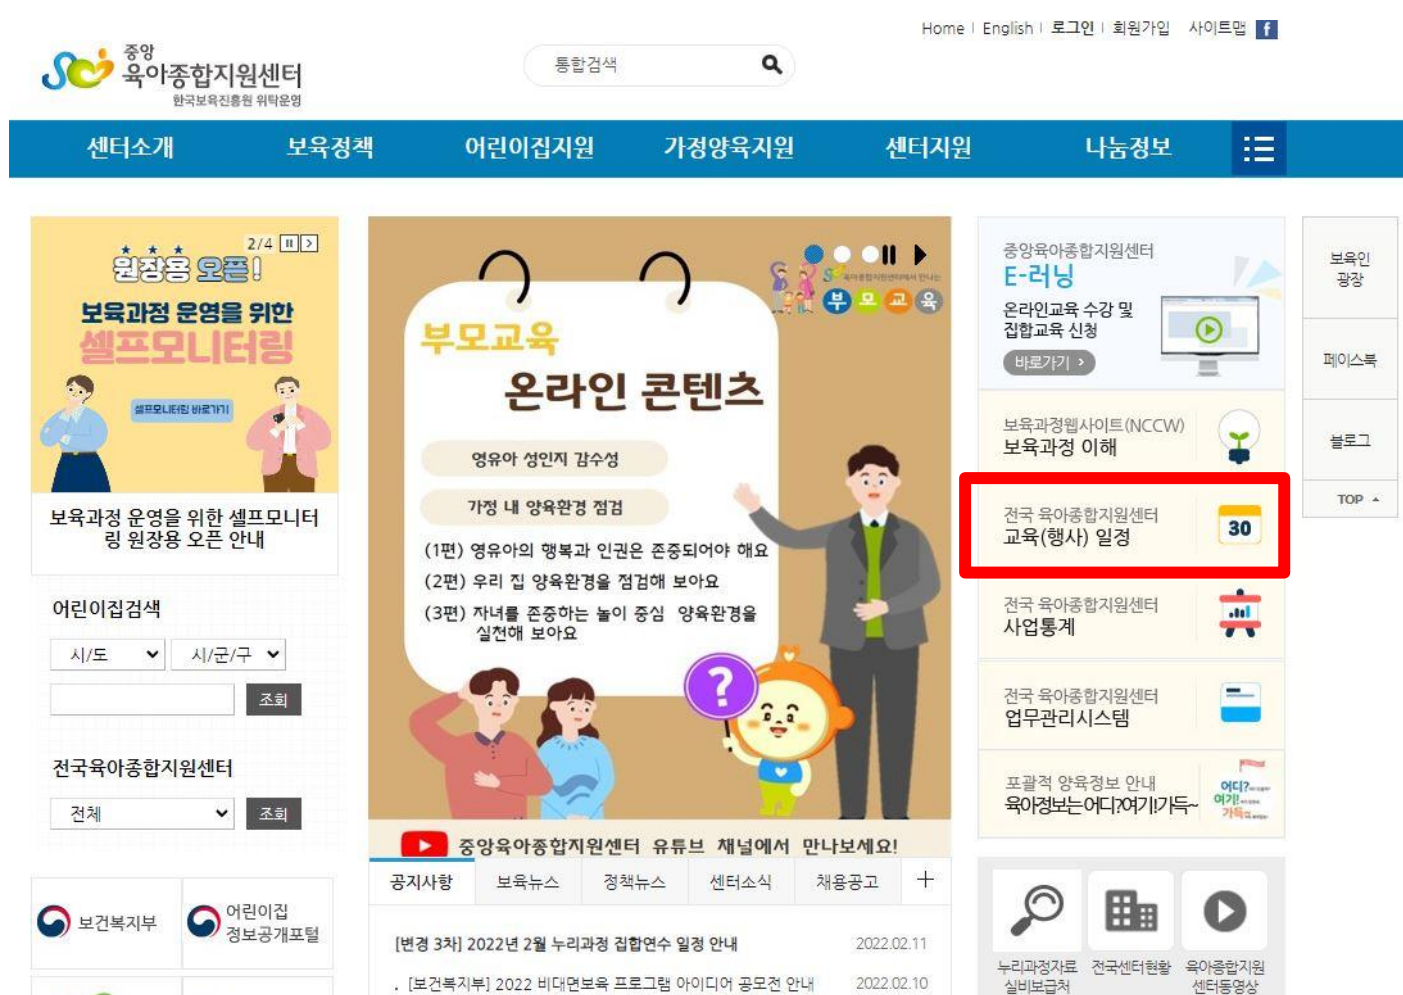 Home | English | 로그인 | 회원가입 사이트맵 f
중앙
육아종합지원센터
한국보육진흥원 위탁운영
통합검색
센터소개 보육정책 어린이집지원 가정양육지원 센터지원 나눔정보
2/4
원장용 오픈!
보육과정 운영을 위한
셀프모니터링
셀프모니터링 바로가기
보육과정 운영을 위한 셀프모니터
링 원장용 오픈 안내
어린이집검색
시/도 시/군/구
조회
전국육아종합지원센터
전체 조회
보건복지부
어린이집
정보공개포털
육아종합지원센터에서 만나는
부모교육
부모교육
온라인 콘텐츠
영유아 성인지 감수성
가정 내 양육환경 점검
(1편) 영유아의 행복과 인권은 존중되어야 해요
(2편) 우리 집 양육환경을 점검해 보아요
(3편) 자녀를 존중하는 놀이 중심 양육환경을
실천해 보아요
?
중앙육아종합지원센터 유튜브 채널에서 만나보세요!
공지사항 보육뉴스 정책뉴스 센터소식 채용공고 +
[변경 3차] 2022년 2월 누리과정 집합연수 일정 안내 2022.02.11
. [보건복지부] 2022 비대면보육 프로그램 아이디어 공모전 안내 2022.02.10
중앙육아종합지원센터
E-러닝
온라인교육 수강 및
집합교육 신청
바로가기 >
보육과정웹사이트(NCCW)
보육과정 이해
전국 육아종합지원센터
교육(행사) 일정
30
전국 육아종합지원센터
사업통계
전국 육아종합지원센터
업무관리시스템
포괄적 양육정보 안내
육아정보는어디?여기!가득~
어디?
여기!
가득
누리과정자료
실비보급처
전국센터현황
육아종합지원
센터동영상
보육인
광장
페이스북
블로그
TOP